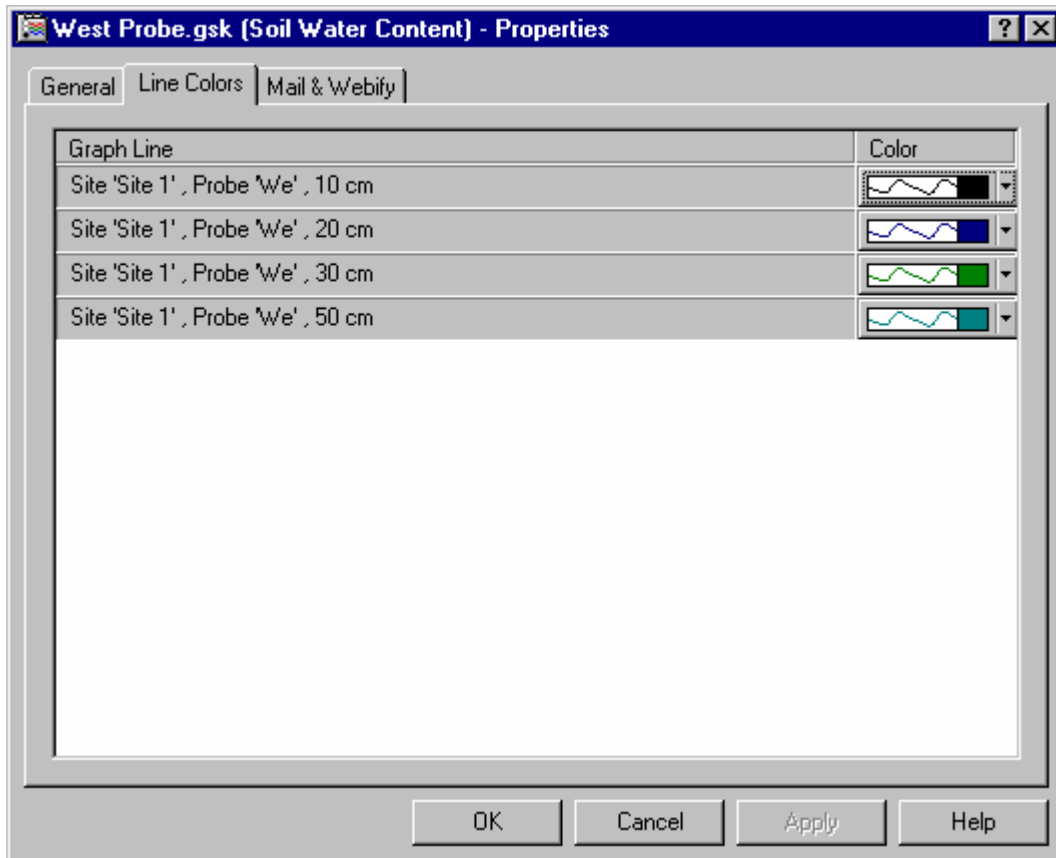 West Probe.gsk (Soil Water Content) - Properties
General Line Colors Mail & Webify
Graph Line Color
Site 'Site 1' , Probe 'We' , 10 cm
Site 'Site 1' , Probe 'We' , 20 cm
Site 'Site 1' , Probe 'We' , 30 cm
Site 'Site 1' , Probe 'We' , 50 cm
OK Cancel Apply Help